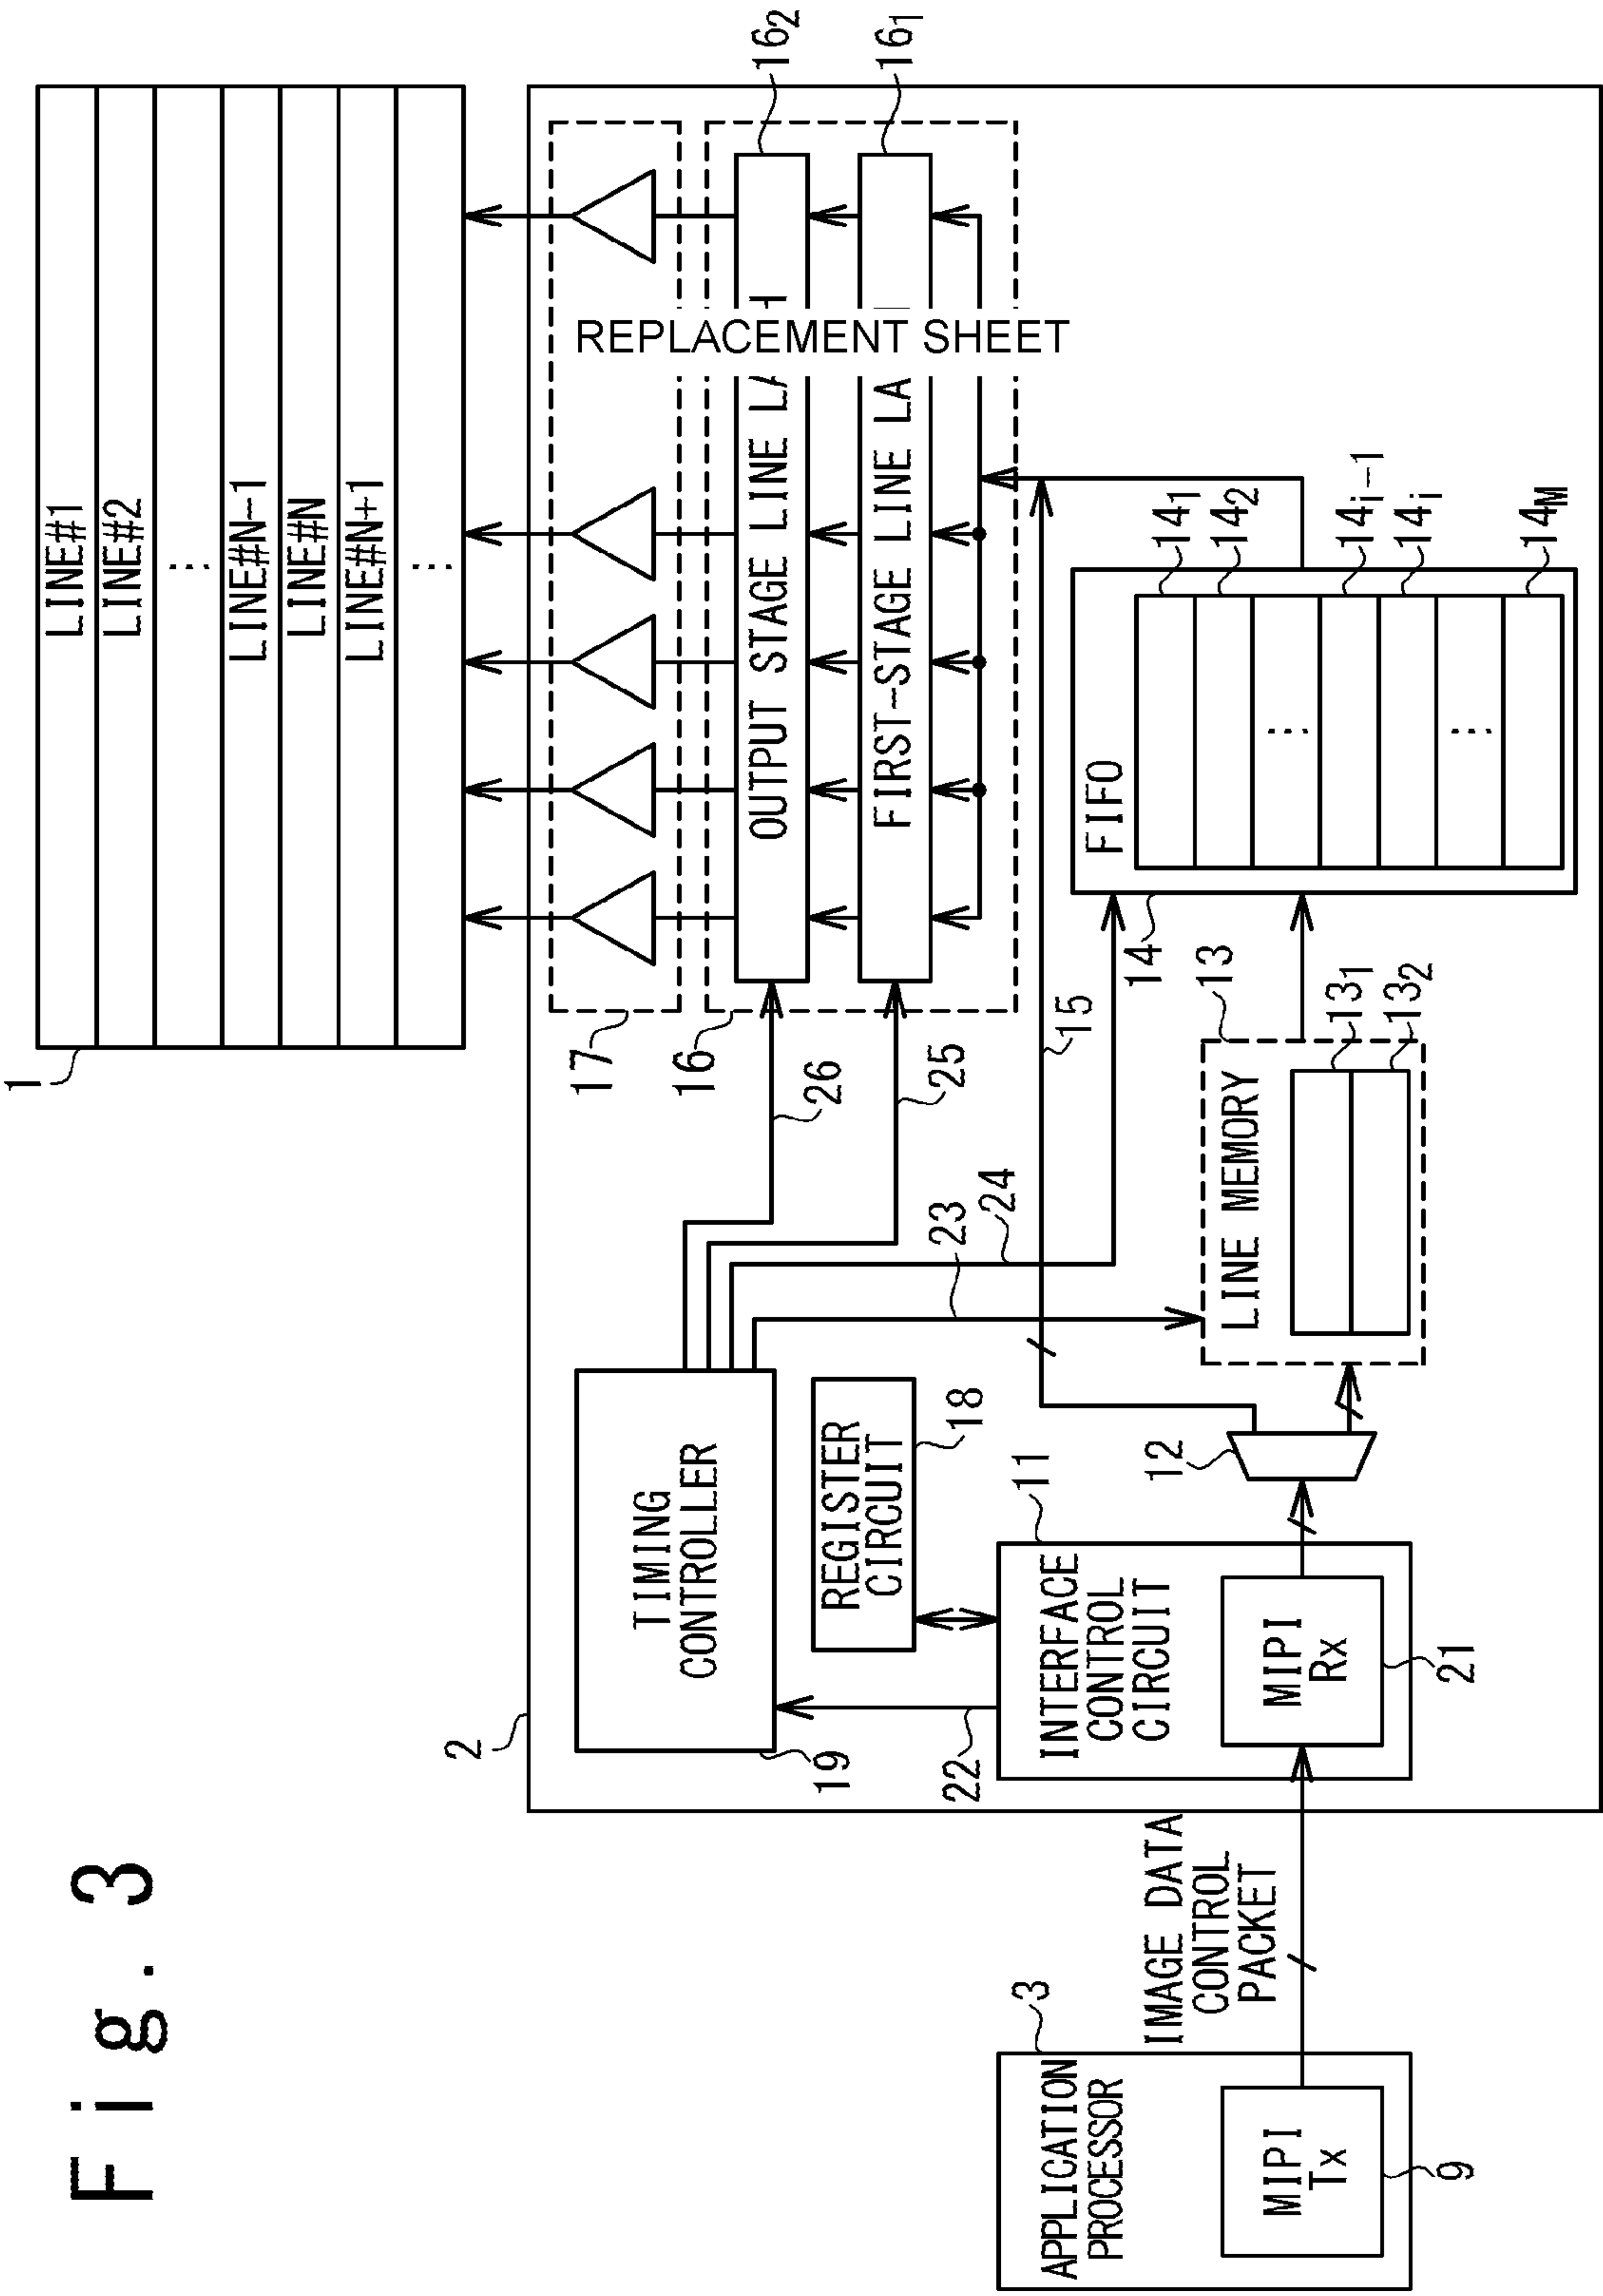 Fig. 3
REPLACEMENT SHEET
1
LINE#1
LINE#2
...
LINE#N-1
LINE#N
LINE#N+1
...
2
17
16
OUTPUT STAGE LINE
16₂
FIRST-STAGE LINE
16₁
26
25
TIMING
CONTROLLER
19
REGISTER
CIRCUIT
18
22
23
24
15
3
APPLICATION
PROCESSOR
MIPI
Tx
9
IMAGE DATA
CONTROL
PACKET
11
INTERFACE
CONTROL
CIRCUIT
MIPI
Rx
21
12
13
LINE MEMORY
13₁
13₂
14
FIFO
14₁
14₂
...
14i-1
14i
...
14M